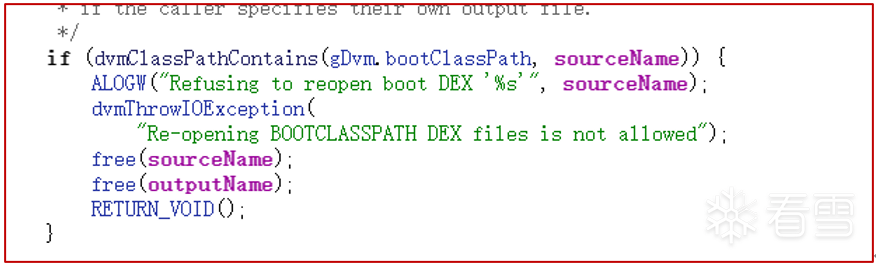 * if the caller specifies their own output file.
*/
if (dvmClassPathContains(gDvm.bootClassPath, sourceName)) {
ALOGW("Refusing to reopen boot DEX '%s'", sourceName);
dvmThrowIOException(
"Re-opening BOOTCLASSPATH DEX files is not allowed");
free(sourceName);
free(outputName);
RETURN_VOID();
}
看雪